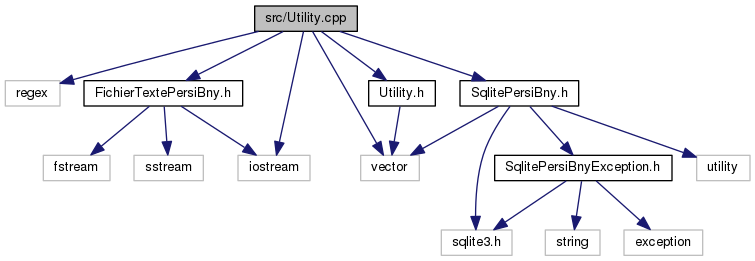 src/Utility.cpp
regex
FichierTextePersiBny.h
Utility.h
SqlitePersiBny.h
fstream
sstream
iostream
vector
SqlitePersiBnyException.h
utility
sqlite3.h
string
exception